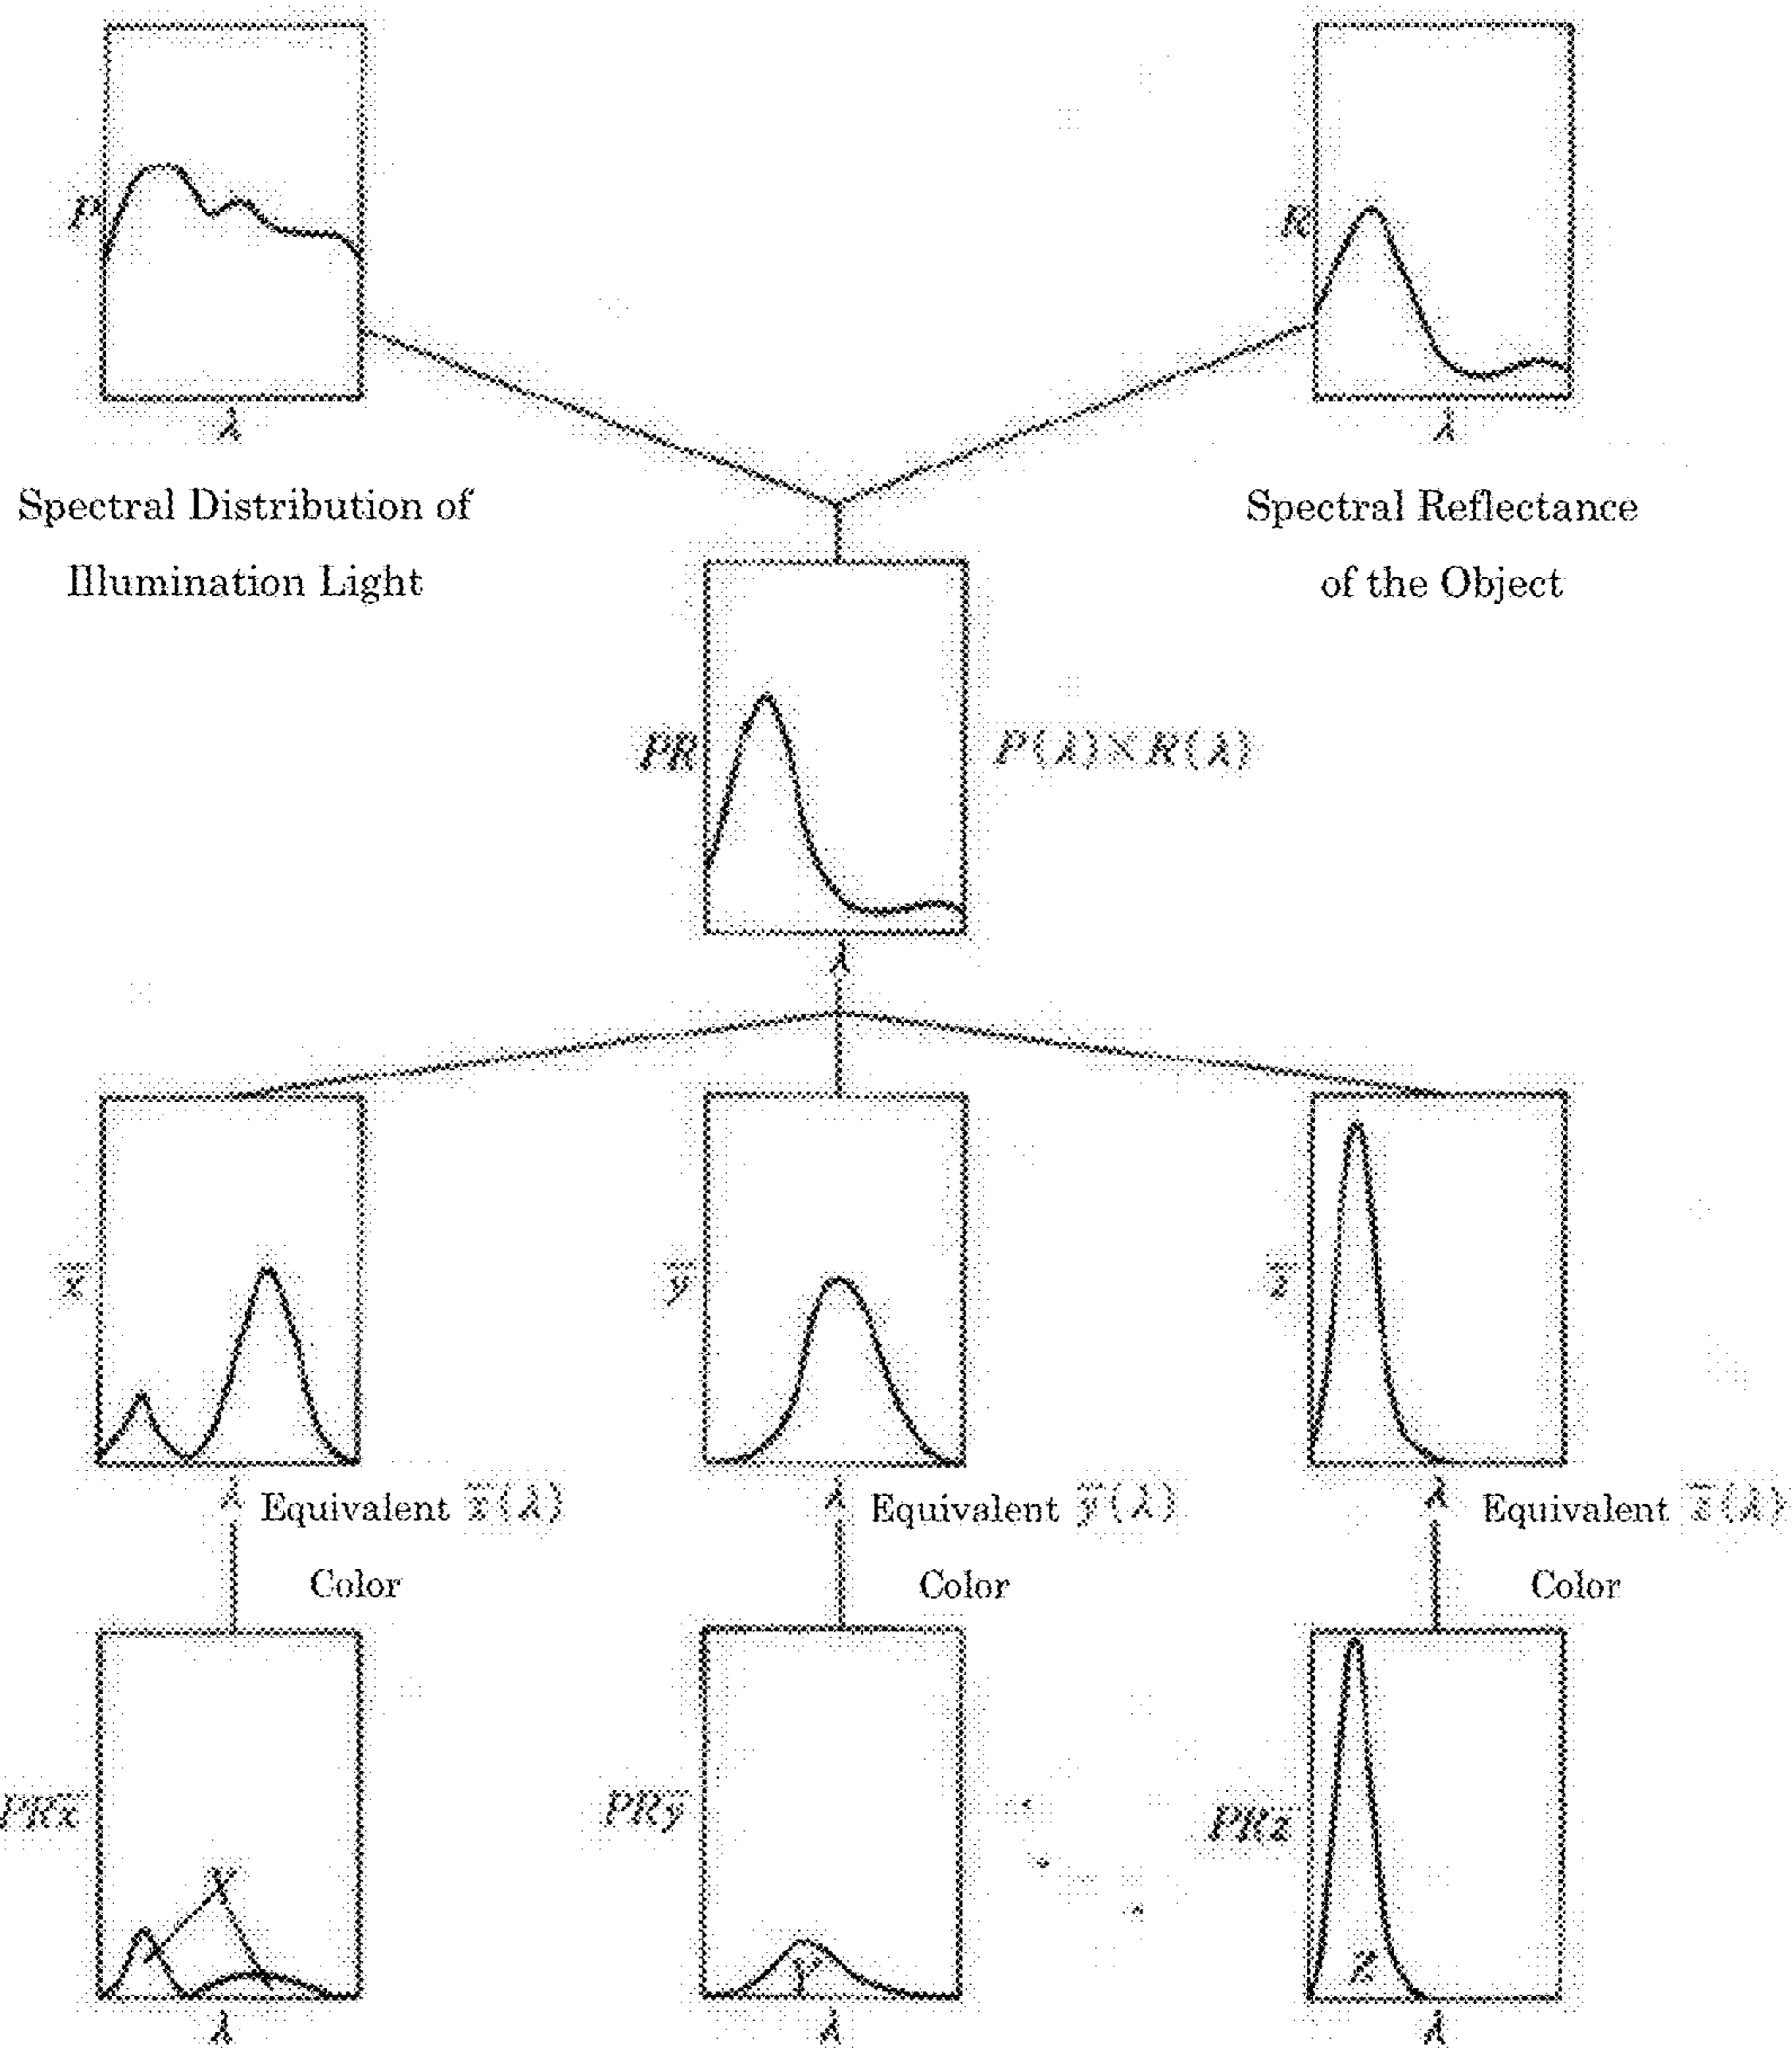 P
R
λ
λ
Spectral Distribution of
Illumination Light
Spectral Reflectance
of the Object
PR
P(λ)×R(λ)
λ
x̅
y̅
z̅
λ
Equivalent x̅(λ)
Color
λ
Equivalent y̅(λ)
Color
λ
Equivalent z̅(λ)
Color
PRx̅
X
PRy̅
Y
PRz̅
Z
λ
λ
λ